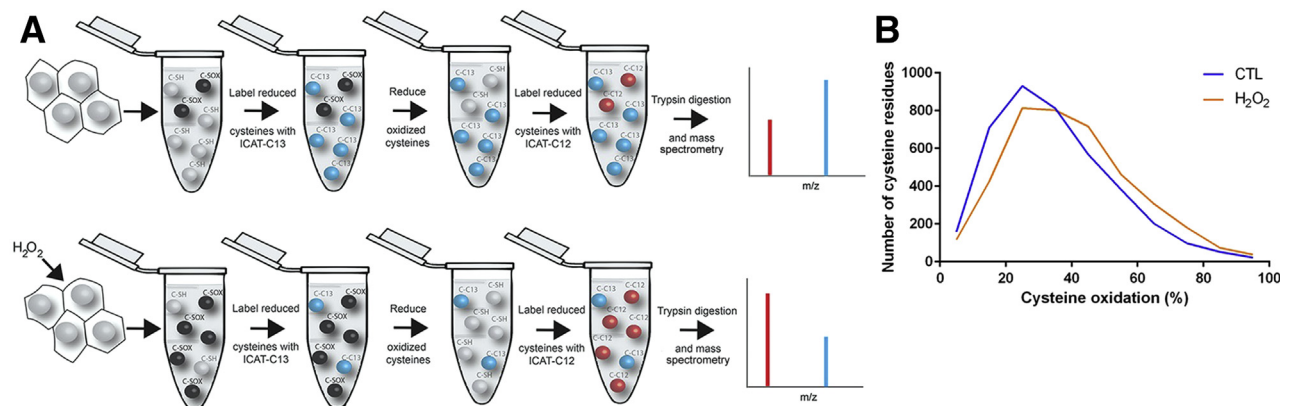 A
C-SH
C-SOX
C-SOX
C-SH
C-SH
C-SH
C-SH
Label reduced
cysteines with
ICAT-C13
C-C13
C-SH
C-SOX
C-C13
C-C13
C-C13
C-C13
Reduce
oxidized
cysteines
C-C13
C-SH
C-SH
C-C13
C-C13
C-C13
C-C13
Label reduced
cysteines with
ICAT-C12
C-C13
C-C12
C-C12
C-C13
C-C13
C-C13
C-C13
Trypsin digestion
and mass
spectrometry
m/z
H2O2
C-SH
C-SOX
C-SOX
C-SOX
C-SOX
C-SH
C-SOX
Label reduced
cysteines with
ICAT-C13
C-C13
C-SOX
C-SOX
C-SOX
C-SOX
C-C13
C-SOX
Reduce
oxidized
cysteines
C-C13
C-SH
C-SH
C-SH
C-SH
C-C13
C-SH
Label reduced
cysteines with
ICAT-C12
C-C13
C-C12
C-C12
C-C12
C-C12
C-C13
C-C12
Trypsin digestion
and mass
spectrometry
m/z
B
CTL
H2O2
Number of cysteine residues
1000
800
600
400
200
0
0 20 40 60 80 100
Cysteine oxidation (%)